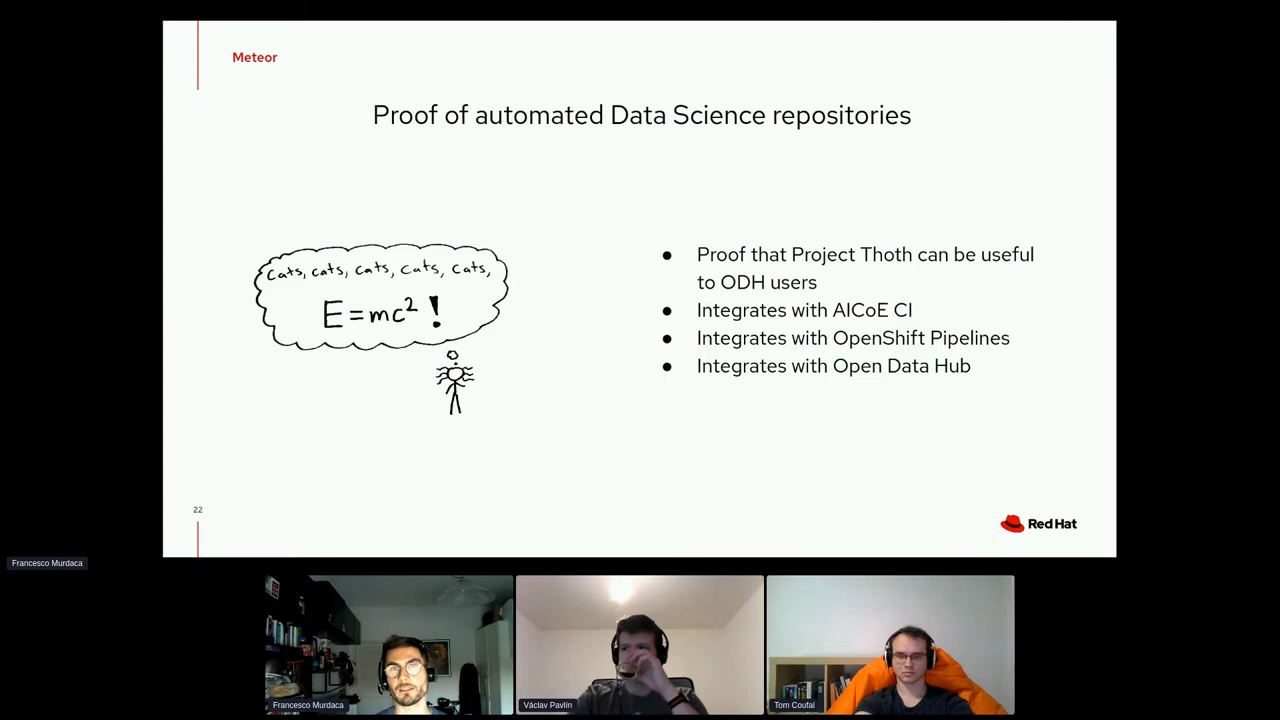 Meteor
Proof of automated Data Science repositories
cats, cats, cats, cats, cats,
E = mc² !
● Proof that Project Thoth can be useful
to ODH users
● Integrates with AICoE CI
● Integrates with OpenShift Pipelines
● Integrates with Open Data Hub
22
Red Hat
Francesco Murdaca
Francesco Murdaca
Václav Pavlín
Tom Coufal